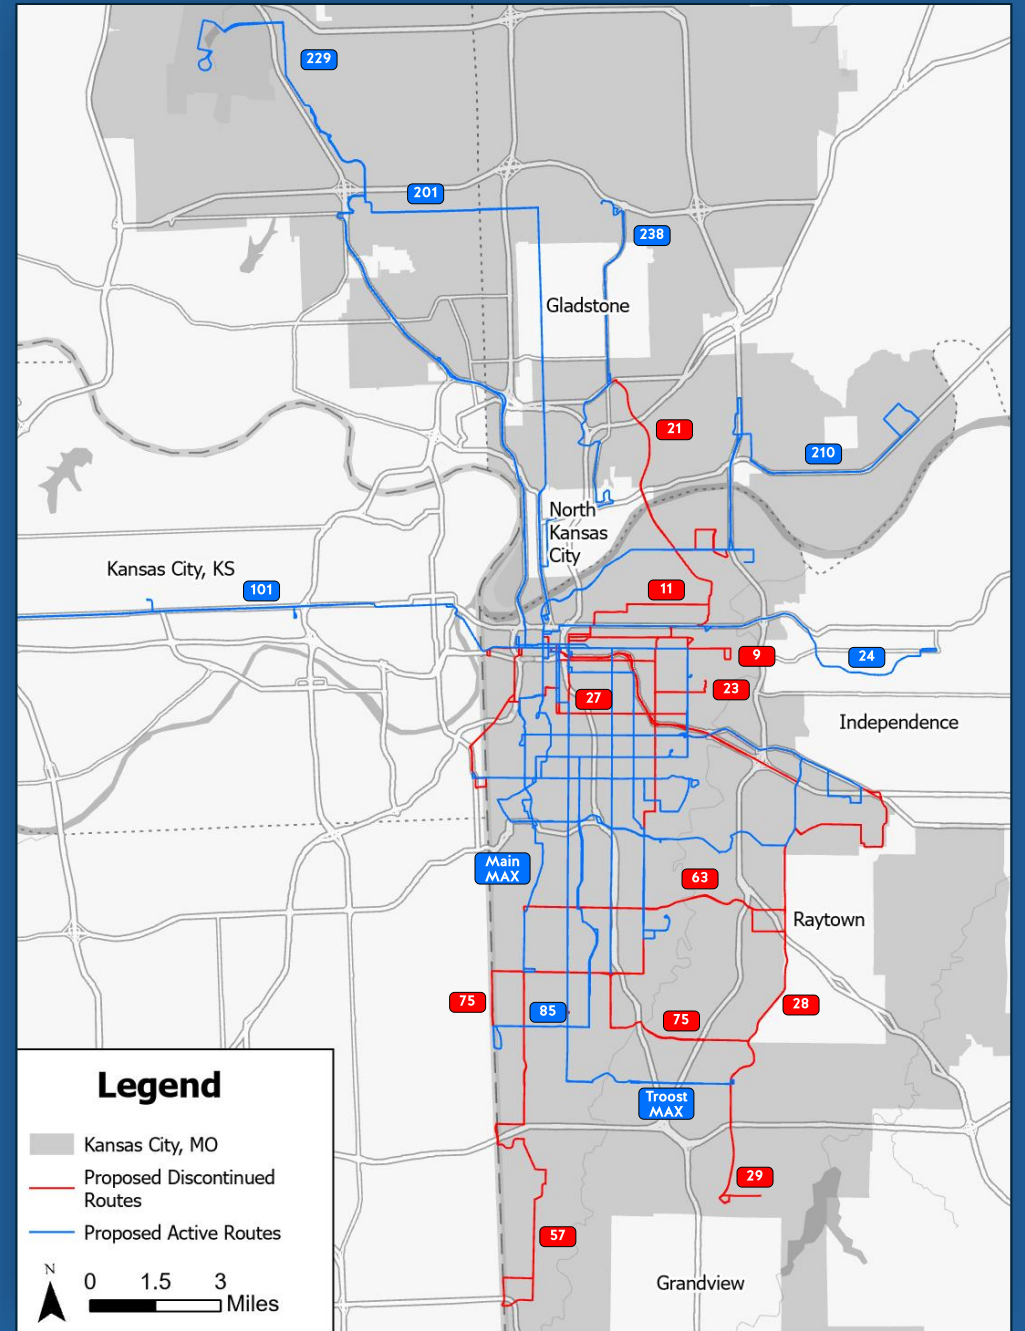 229
201
238
Gladstone
21
210
North
Kansas
City
Kansas City, KS
101
11
9
24
23
27
Independence
Main
MAX
63
Raytown
75
85
75
28
Troost
MAX
29
57
Grandview
Legend
Kansas City, MO
Proposed Discontinued
Routes
Proposed Active Routes
N
0 1.5 3
Miles